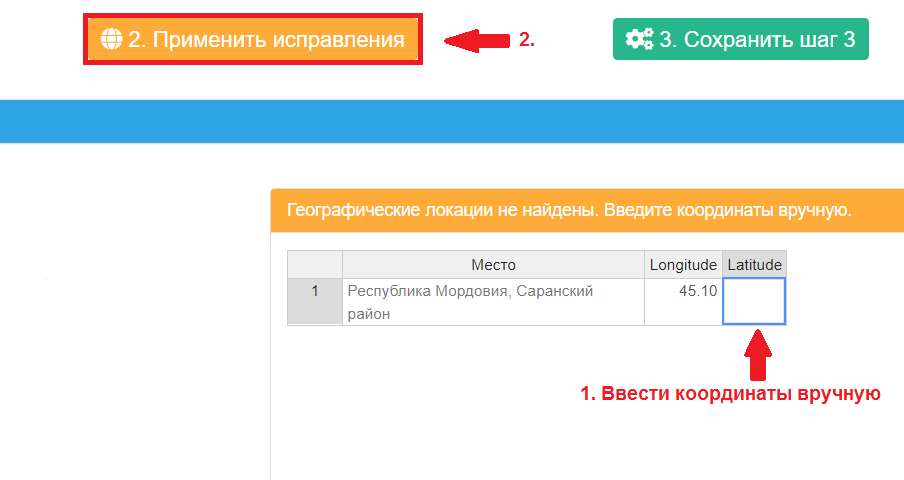 2. Применить исправления
2.
3. Сохранить шаг 3
Географические локации не найдены. Введите координаты вручную.
Место Longitude Latitude
1 Республика Мордовия, Саранский 45.10
район
1. Ввести координаты вручную